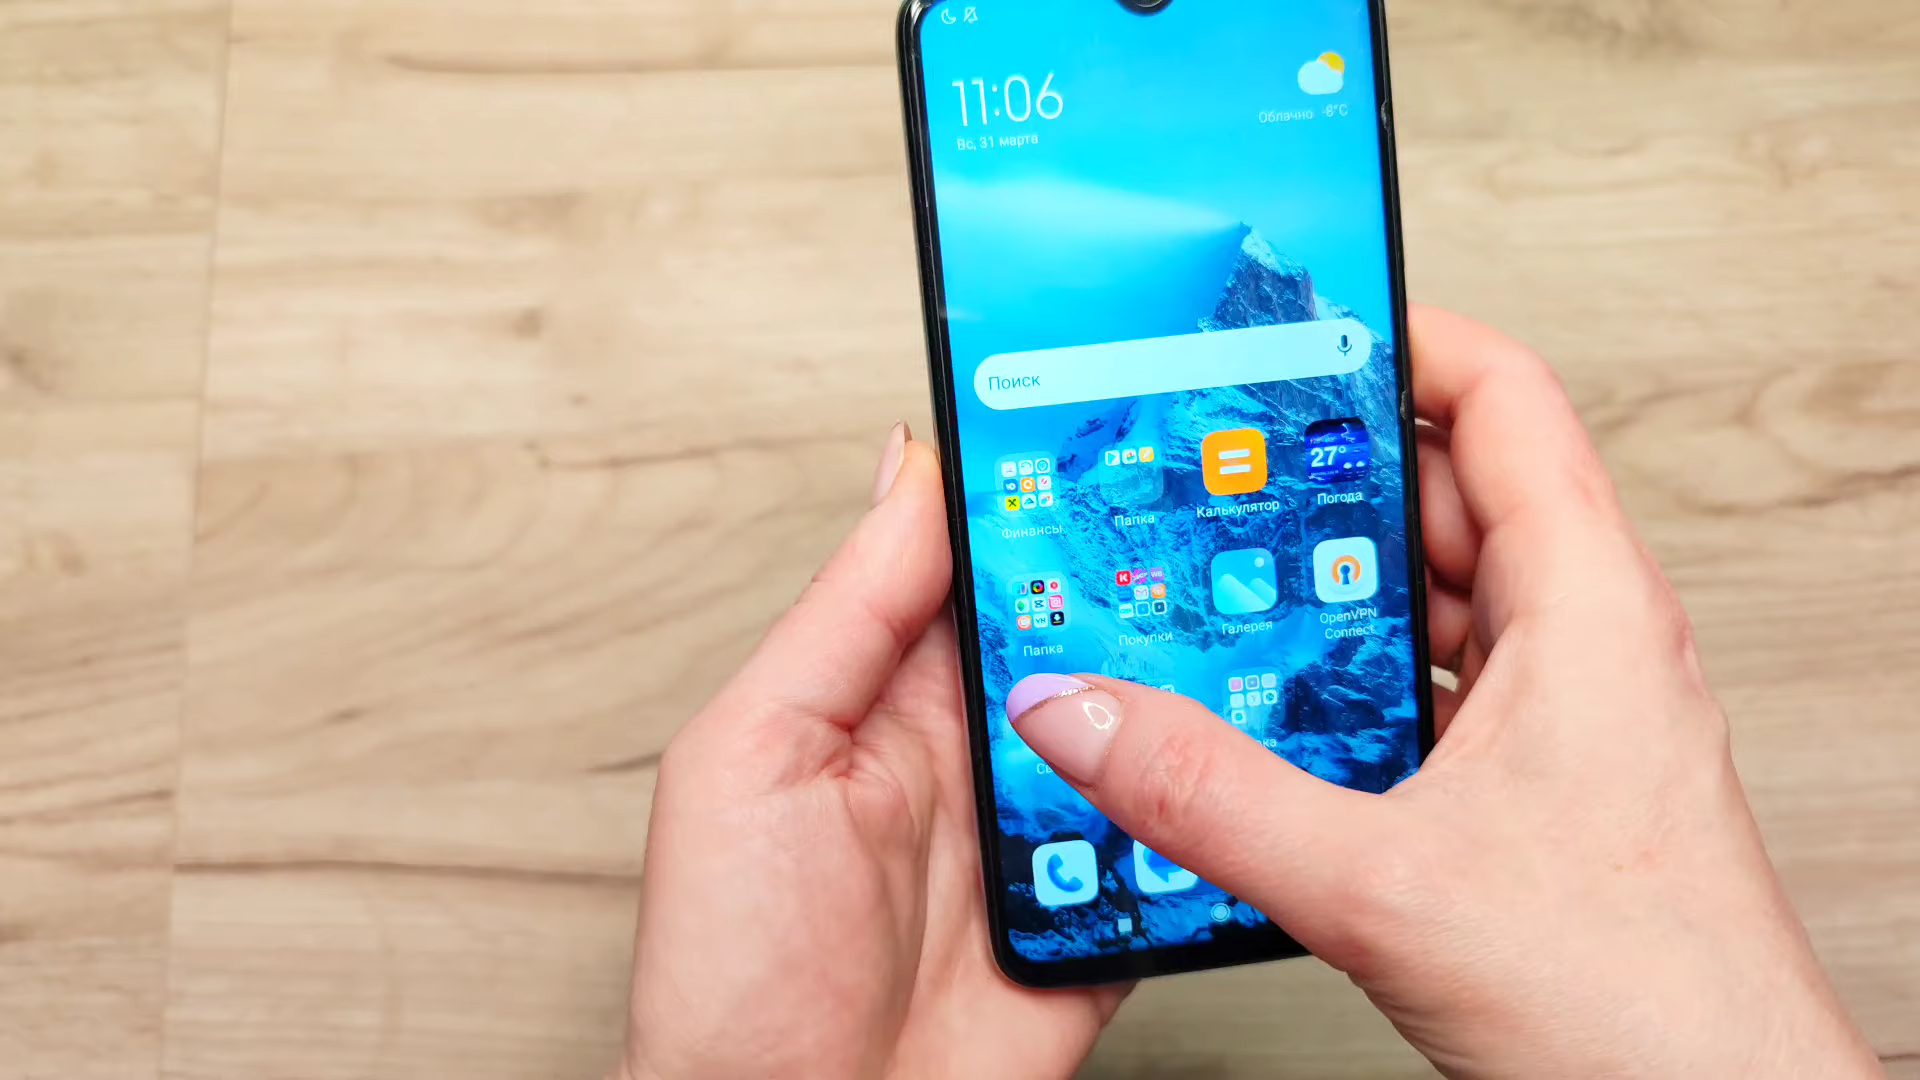 11:06
Вс, 31 марта
Облачно -8°C
Поиск
27°
Финансы
Папка
Калькулятор
Погода
Папка
Покупки
Галерея
OpenVPN
Connect